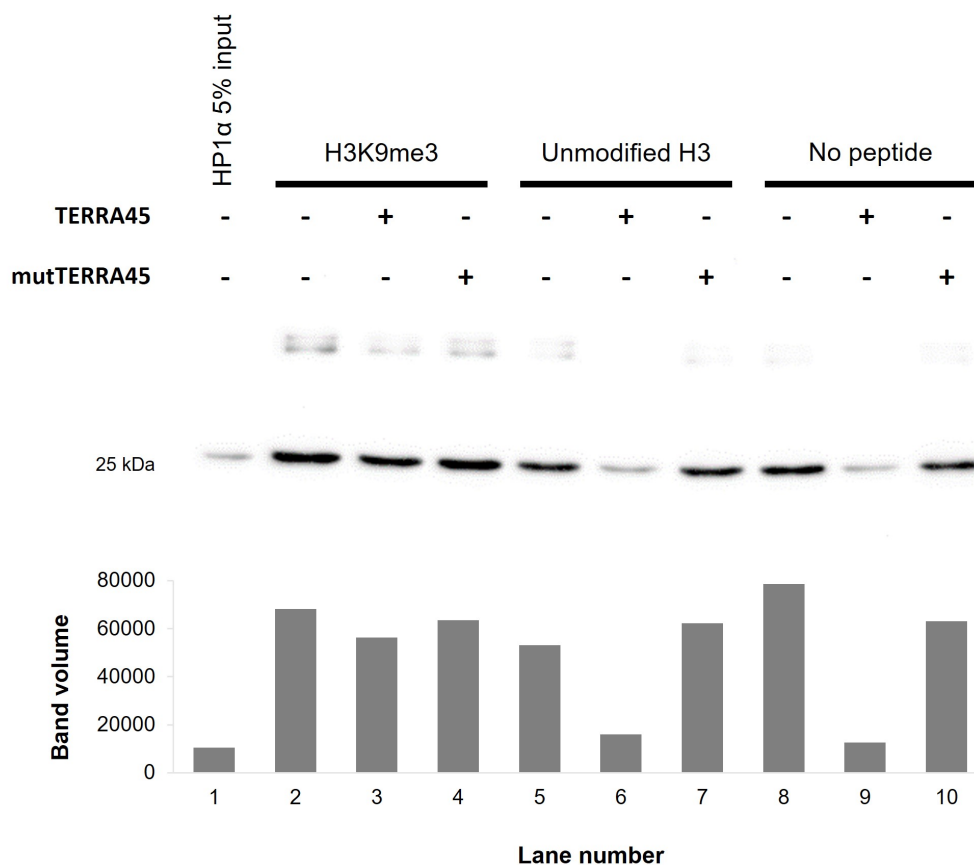 HP1α 5% input
H3K9me3 Unmodified H3 No peptide
TERRA45 - - + - - + - - + -
mutTERRA45 - - - + - - + - - +
25 kDa
80000
60000
40000
20000
0
Band volume
1 2 3 4 5 6 7 8 9 10
Lane number